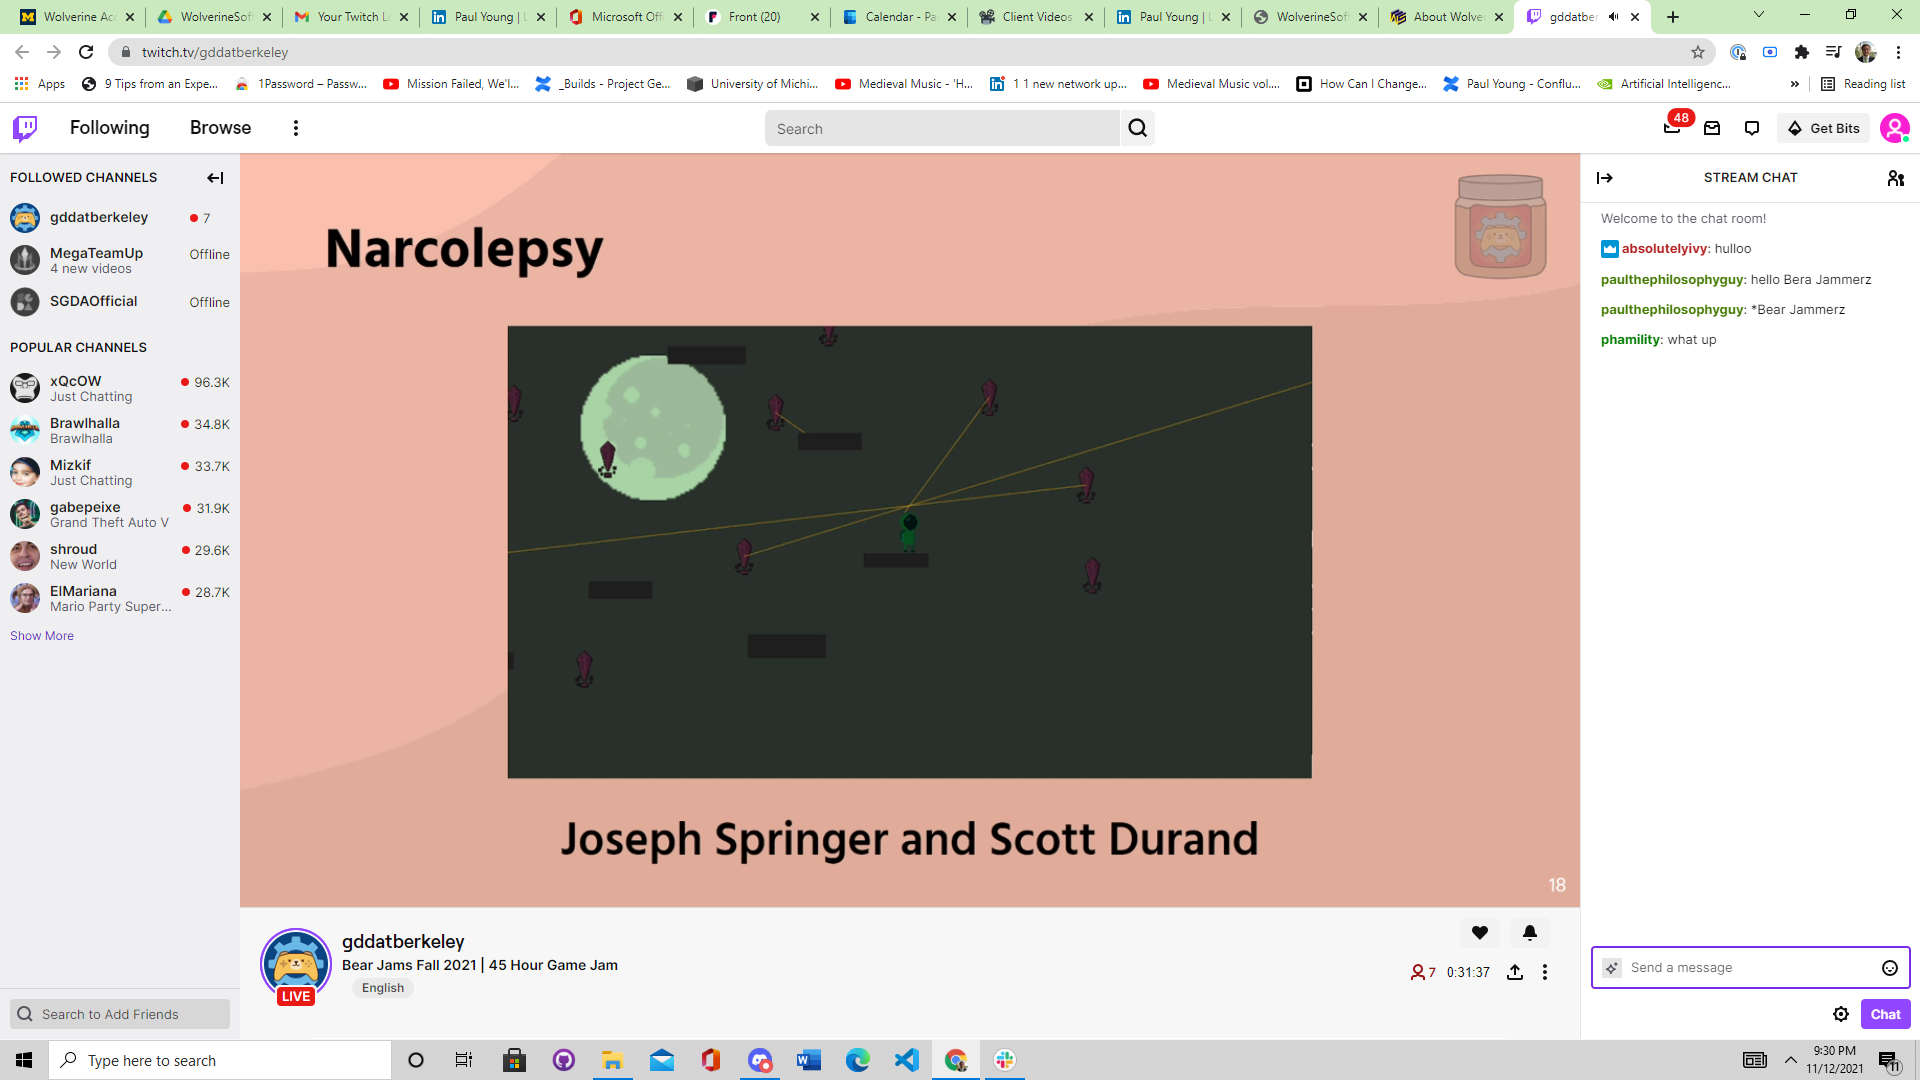 Wolverine Acc
WolverineSof
Your Twitch Lo
Paul Young | L
Microsoft Offi
Front (20)
Calendar - Pa
Client Videos
Paul Young | L
WolverineSoft
About Wolve
gddatber
twitch.tv/gddatberkeley
Apps
9 Tips from an Expe...
1Password – Passw...
Mission Failed, We'l...
_Builds - Project Ge...
University of Michi...
Medieval Music - 'H...
1 1 new network up...
Medieval Music vol....
How Can I Change...
Paul Young - Conflu...
Artificial Intelligenc...
»
Reading list
Following
Browse
Search
48
Get Bits
FOLLOWED CHANNELS
gddatberkeley
7
MegaTeamUp
Offline
4 new videos
SGDAOfficial
Offline
POPULAR CHANNELS
xQcOW
96.3K
Just Chatting
Brawlhalla
34.8K
Brawlhalla
Mizkif
33.7K
Just Chatting
gabepeixe
31.9K
Grand Theft Auto V
shroud
29.6K
New World
ElMariana
28.7K
Mario Party Super...
Show More
Search to Add Friends
Narcolepsy
Joseph Springer and Scott Durand
18
LIVE
gddatberkeley
Bear Jams Fall 2021 | 45 Hour Game Jam
English
7
0:31:37
STREAM CHAT
Welcome to the chat room!
absolutelyivy: hulloo
paulthephilosophyguy: hello Bera Jammerz
paulthephilosophyguy: *Bear Jammerz
phamility: what up
Send a message
Chat
Type here to search
9:30 PM
11/12/2021
11